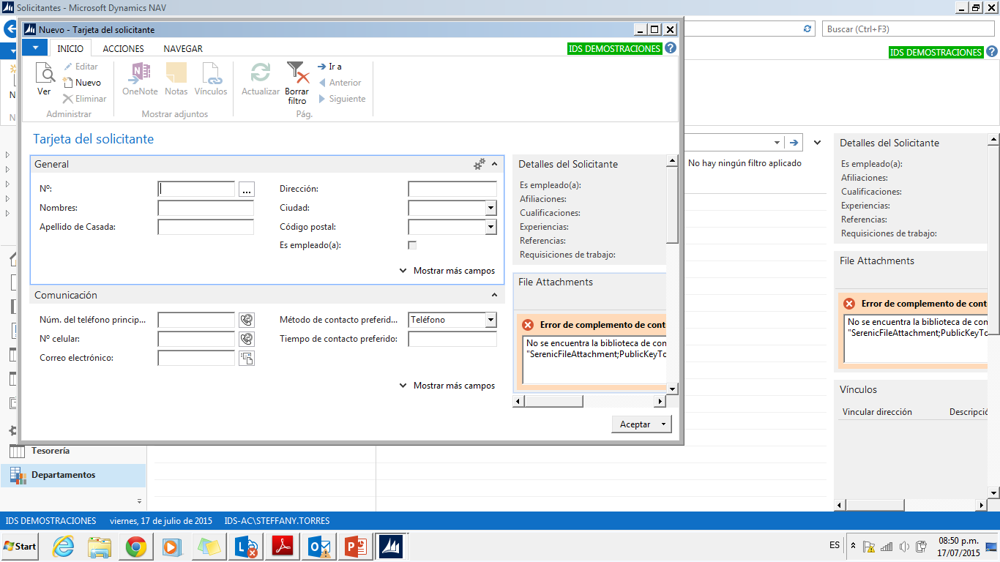 Solicitantes - Microsoft Dynamics NAV
Nuevo - Tarjeta del solicitante
Buscar (Ctrl+F3)
INICIO ACCIONES NAVEGAR
IDS DEMOSTRACIONES
IDS DEMOSTRACIONES
Ver
Editar
Nuevo
Eliminar
Administrar
OneNote
Notas
Vínculos
Mostrar adjuntos
Actualizar
Borrar
filtro
Ir a
Anterior
Siguiente
Pág.
Tarjeta del solicitante
General
Nº:
...
Nombres:
Apellido de Casada:
Dirección:
Ciudad:
Código postal:
Es empleado(a):
Mostrar más campos
Comunicación
Núm. del teléfono princip...
Nº celular:
Correo electrónico:
Método de contacto preferid...
Teléfono
Tiempo de contacto preferido:
Mostrar más campos
Detalles del Solicitante
Es empleado(a):
Afiliaciones:
Cualificaciones:
Experiencias:
Referencias:
Requisiciones de trabajo:
File Attachments
Error de complemento de cont
No se encuentra la biblioteca de con
"SerenicFileAttachment;PublicKeyTo
Aceptar
No hay ningún filtro aplicado
Detalles del Solicitante
Es empleado(a):
Afiliaciones:
Cualificaciones:
Experiencias:
Referencias:
Requisiciones de trabajo:
File Attachments
Error de complemento de cont
No se encuentra la biblioteca de con
"SerenicFileAttachment;PublicKeyTo
Vínculos
Vincular dirección Descripció
N
N
Tesorería
Departamentos
IDS DEMOSTRACIONES viernes, 17 de julio de 2015 IDS-AC\STEFFANY.TORRES
Start
ES
08:50 p.m.
17/07/2015